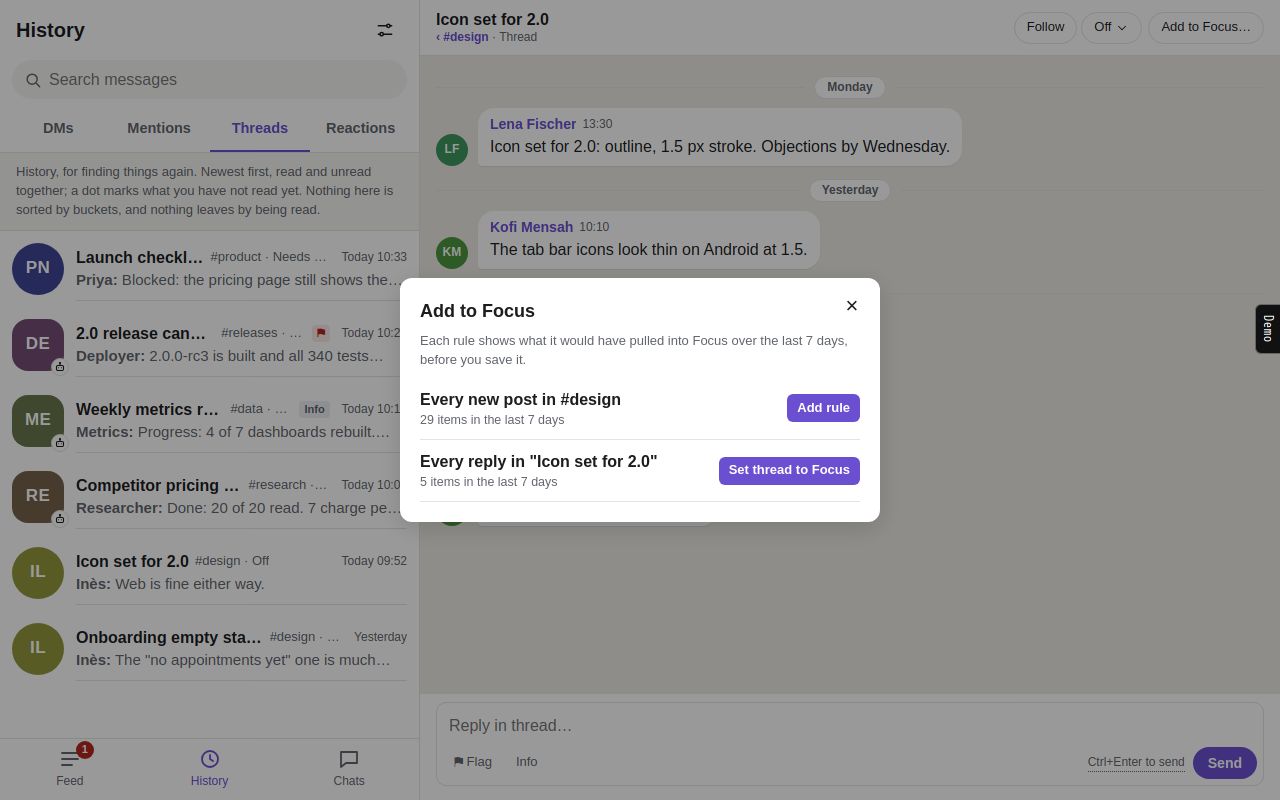 History
Search messages
DMs
Mentions
Threads
Reactions
History, for finding things again. Newest first, read and unread
together; a dot marks what you have not read yet. Nothing here is
sorted by buckets, and nothing leaves by being read.
PN
Launch checkl… #product · Needs … Today 10:33
Priya: Blocked: the pricing page still shows the…
DE
2.0 release can… #releases · … Today 10:2
Deployer: 2.0.0-rc3 is built and all 340 tests…
ME
Weekly metrics r… #data · … Info Today 10:1
Metrics: Progress: 4 of 7 dashboards rebuilt.…
RE
Competitor pricing … #research ·… Today 10:0
Researcher: Done: 20 of 20 read. 7 charge pe…
IL
Icon set for 2.0 #design · Off Today 09:52
Inès: Web is fine either way.
IL
Onboarding empty sta… #design · … Yesterday
Inès: The "no appointments yet" one is much…
1
Feed
History
Chats
Icon set for 2.0
‹ #design · Thread
Follow
Off
Add to Focus…
Monday
LF
Lena Fischer 13:30
Icon set for 2.0: outline, 1.5 px stroke. Objections by Wednesday.
Yesterday
KM
Kofi Mensah 10:10
The tab bar icons look thin on Android at 1.5.
Add to Focus
Each rule shows what it would have pulled into Focus over the last 7 days,
before you save it.
Every new post in #design
29 items in the last 7 days
Add rule
Every reply in "Icon set for 2.0"
5 items in the last 7 days
Set thread to Focus
Demo
Reply in thread…
Flag
Info
Ctrl+Enter to send
Send